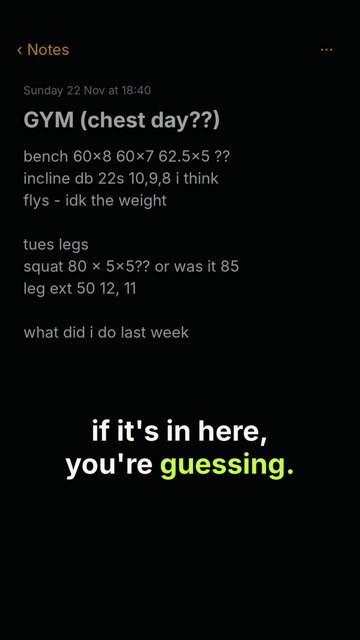 ‹ Notes
...
Sunday 22 Nov at 18:40
GYM (chest day??)
bench 60×8 60×7 62.5×5 ??
incline db 22s 10,9,8 i think
flys - idk the weight
tues legs
squat 80 × 5×5?? or was it 85
leg ext 50 12, 11
what did i do last week
if it's in here,
you're guessing.